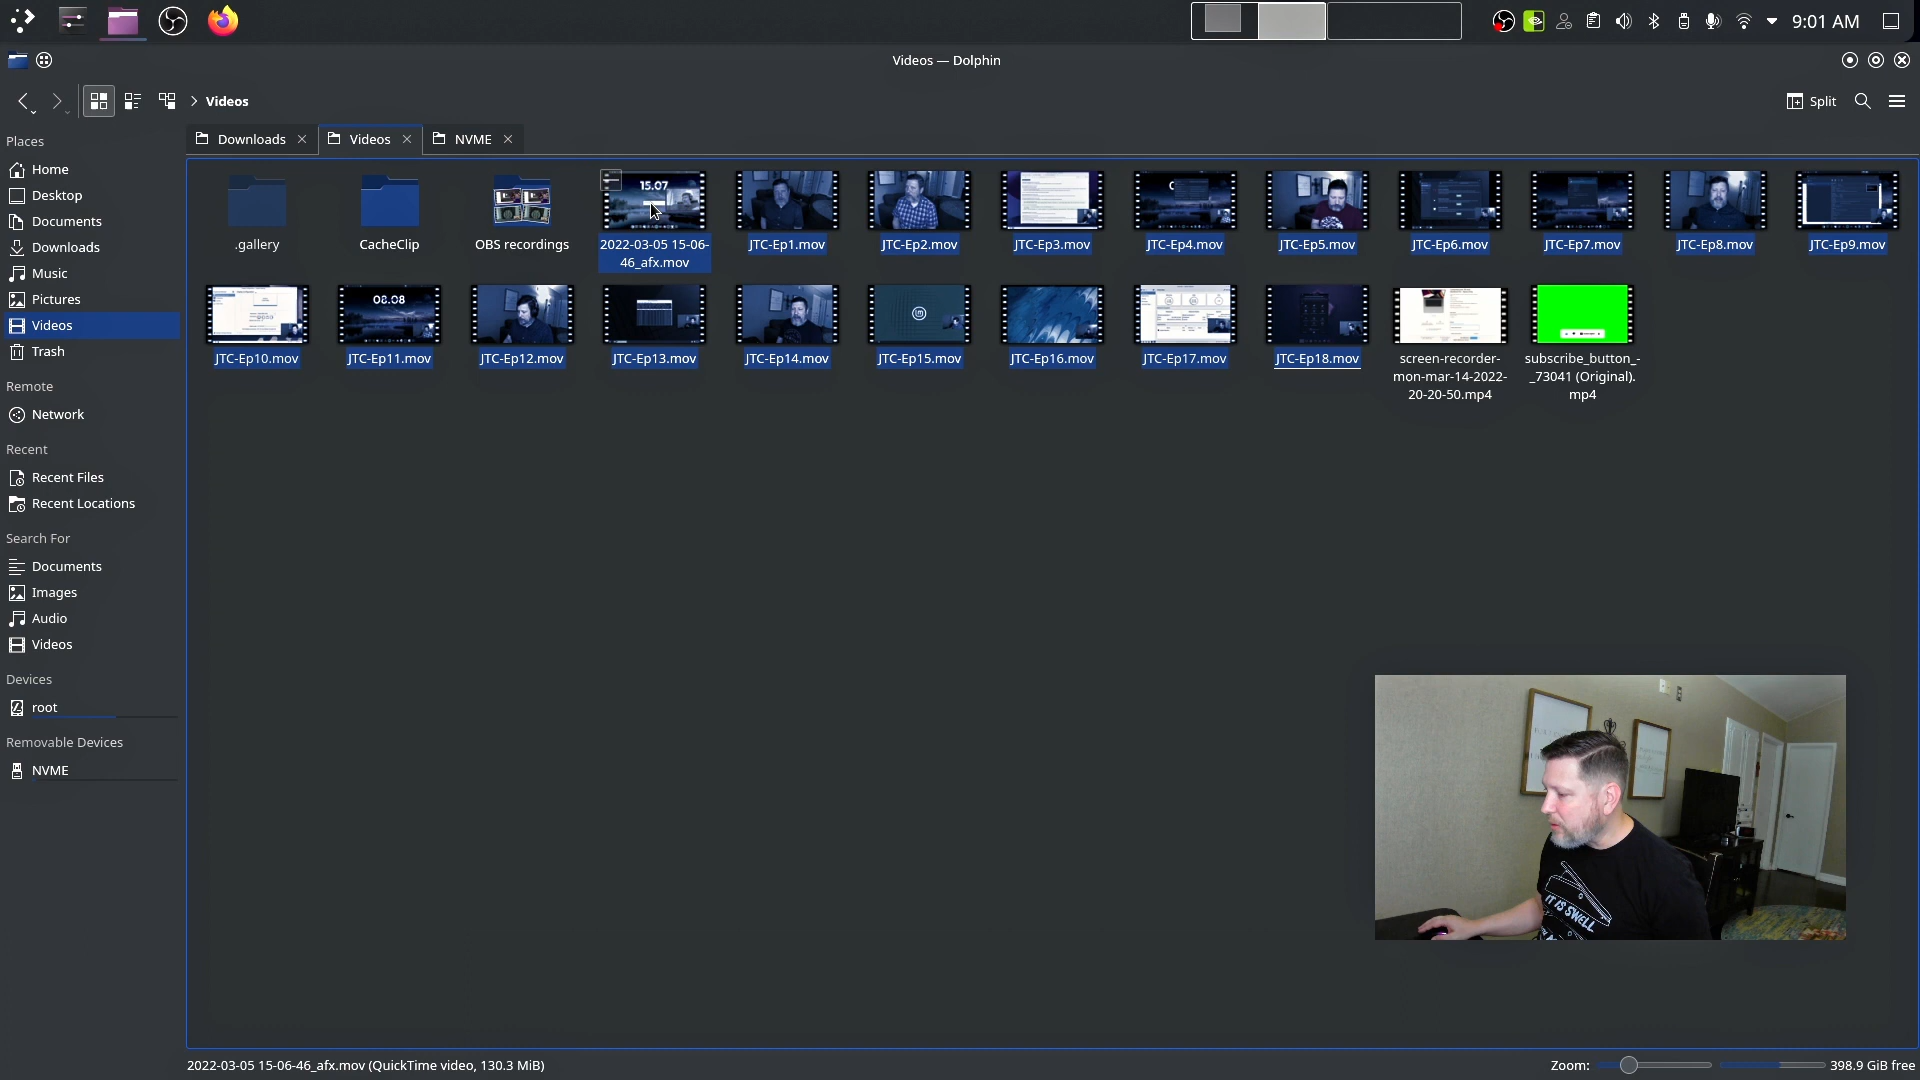 9:01 AM
Videos — Dolphin
Videos
Split
Places
Home
Desktop
Documents
Downloads
Music
Pictures
Videos
Trash
Remote
Network
Recent
Recent Files
Recent Locations
Search For
Documents
Images
Audio
Videos
Devices
root
Removable Devices
NVME
Downloads
Videos
NVME
15.07
.gallery
CacheClip
OBS recordings
2022-03-05 15-06-
46_afx.mov
JTC-Ep1.mov
JTC-Ep2.mov
JTC-Ep3.mov
JTC-Ep4.mov
JTC-Ep5.mov
JTC-Ep6.mov
JTC-Ep7.mov
JTC-Ep8.mov
JTC-Ep9.mov
08.08
JTC-Ep10.mov
JTC-Ep11.mov
JTC-Ep12.mov
JTC-Ep13.mov
JTC-Ep14.mov
JTC-Ep15.mov
JTC-Ep16.mov
JTC-Ep17.mov
JTC-Ep18.mov
screen-recorder-
mon-mar-14-2022-
20-20-50.mp4
subscribe_button_-
_73041 (Original).
mp4
IT IS SWELL
2022-03-05 15-06-46_afx.mov (QuickTime video, 130.3 MiB)
Zoom:
398.9 GiB free